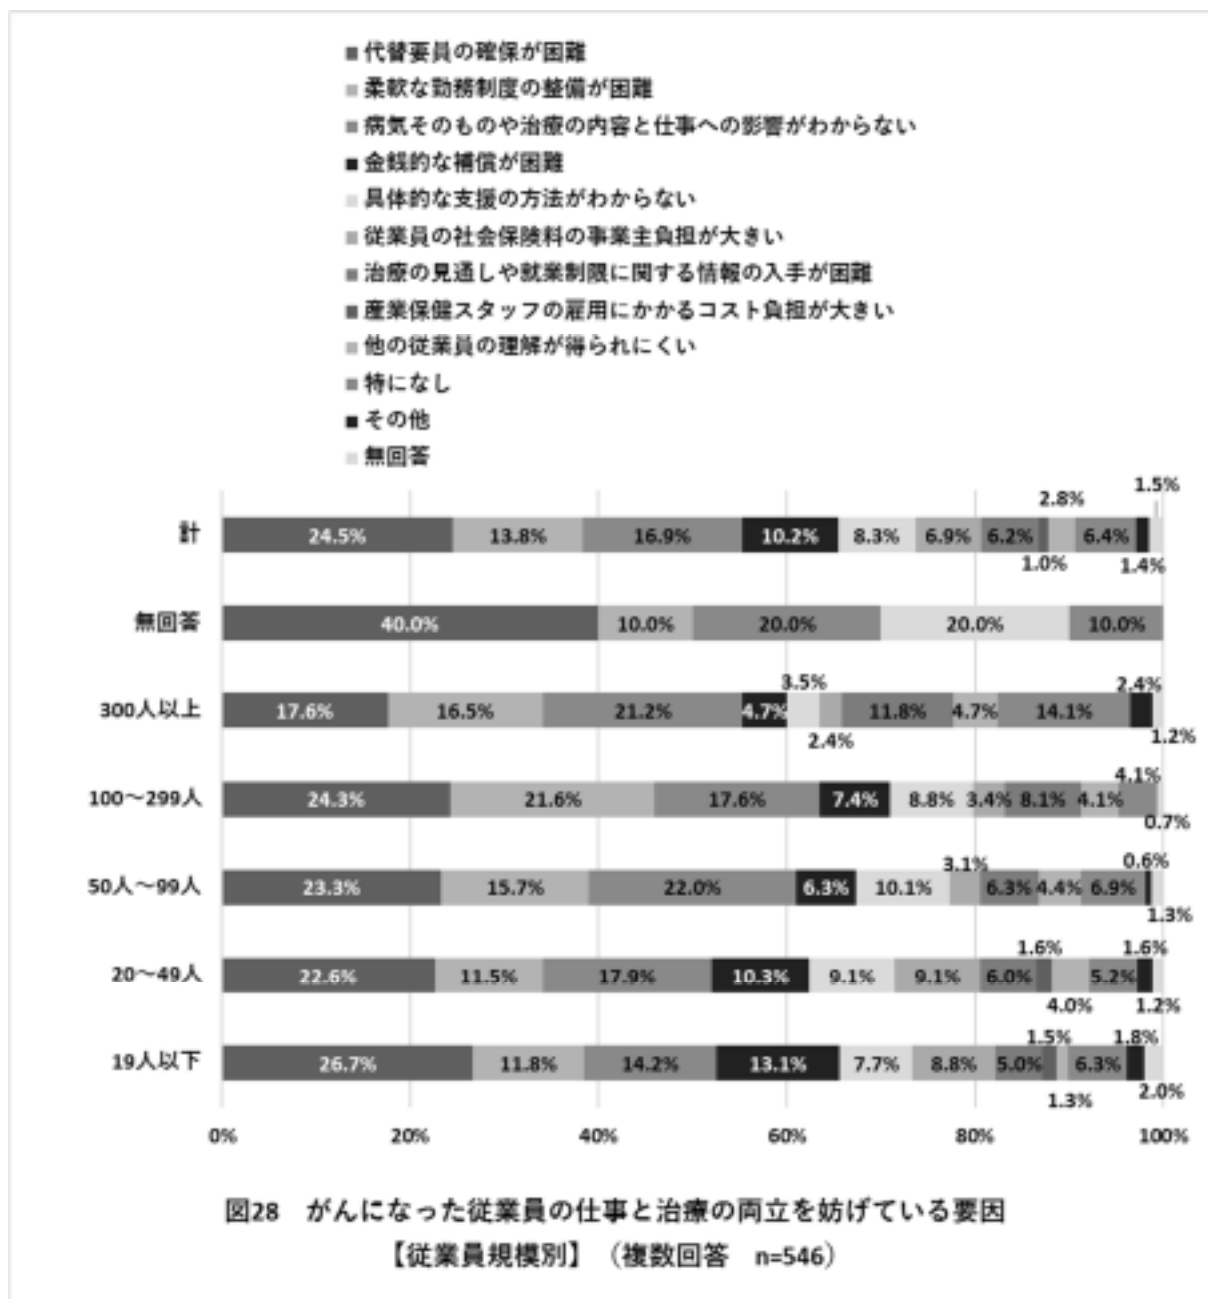 ■代替要員の確保が困難
■柔軟な勤務制度の整備が困難
■病気そのものや治療の内容と仕事への影響がわからない
■金銭的な補償が困難
■具体的な支援の方法がわからない
■従業員の社会保険料の事業主負担が大きい
■治療の見通しや就業制限に関する情報の入手が困難
■産業保健スタッフの雇用にかかるコスト負担が大きい
■他の従業員の理解が得られにくい
■特になし
■その他
■無回答
2.8% 1.5%
計 24.5% 13.8% 16.9% 10.2% 8.3% 6.9% 6.2% 6.4%
1.0% 1.4%
無回答 40.0% 10.0% 20.0% 20.0% 10.0%
3.5% 2.4%
300人以上 17.6% 16.5% 21.2% 4.7% 11.8% 4.7% 14.1%
2.4% 1.2%
4.1%
100〜299人 24.3% 21.6% 17.6% 7.4% 8.8% 3.4% 8.1% 4.1%
0.7%
3.1% 0.6%
50人〜99人 23.3% 15.7% 22.0% 6.3% 10.1% 6.3% 4.4% 6.9%
1.3%
1.6% 1.6%
20〜49人 22.6% 11.5% 17.9% 10.3% 9.1% 9.1% 6.0% 5.2%
4.0% 1.2%
1.5% 1.8%
19人以下 26.7% 11.8% 14.2% 13.1% 7.7% 8.8% 5.0% 6.3%
1.3% 2.0%
0% 20% 40% 60% 80% 100%
図28　がんになった従業員の仕事と治療の両立を妨げている要因
【従業員規模別】（複数回答　n=546）